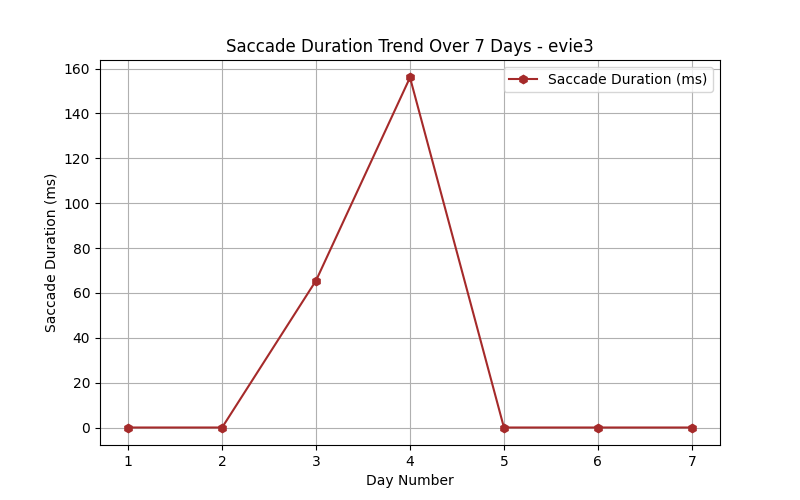 Saccade Duration Trend Over 7 Days - evie3
Saccade Duration (ms)
Saccade Duration (ms)
160
140
120
100
80
60
40
20
0
1 2 3 4 5 6 7
Day Number